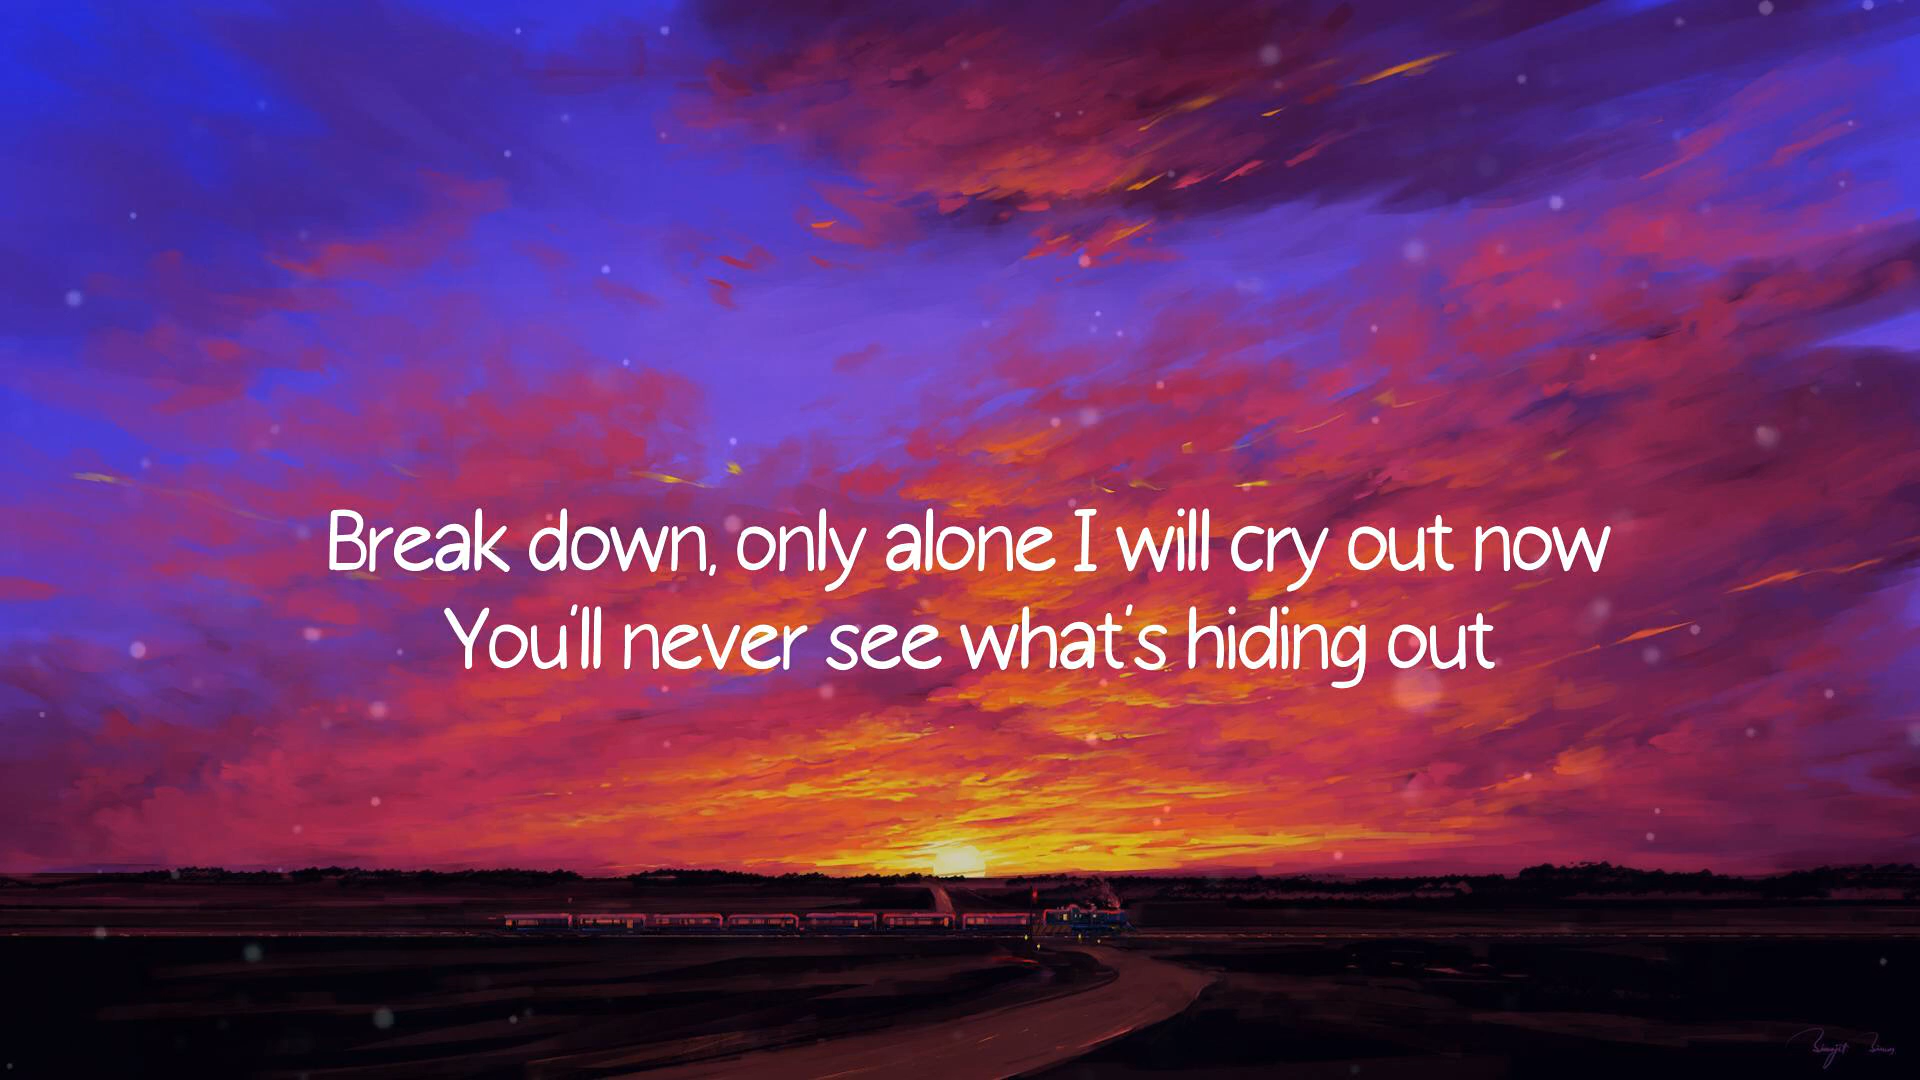 Break down, only alone I will cry out now
You'll never see what's hiding out